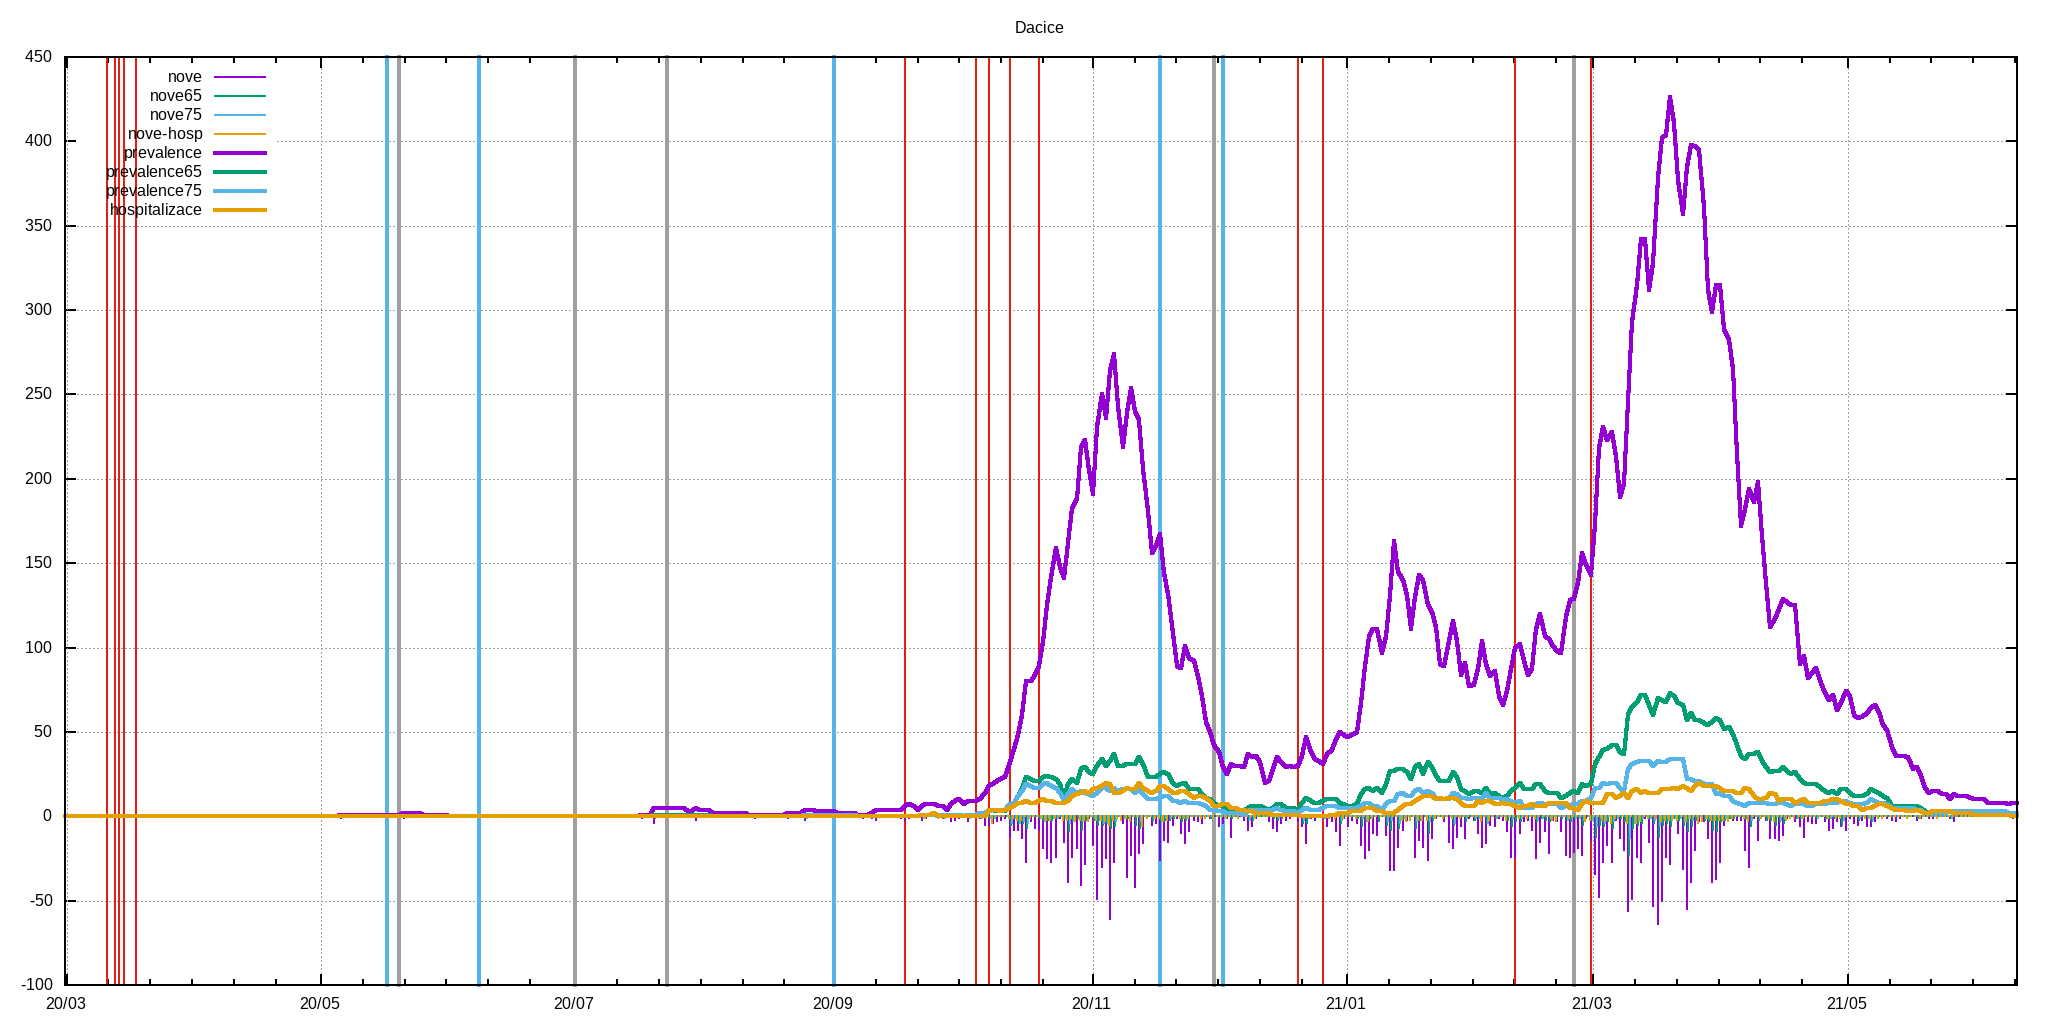 Dacice
450
400
350
300
250
200
150
100
50
0
-50
-100
nove
nove65
nove75
nove-hosp
prevalence
prevalence65
prevalence75
hospitalizace
20/03 20/05 20/07 20/09 20/11 21/01 21/03 21/05